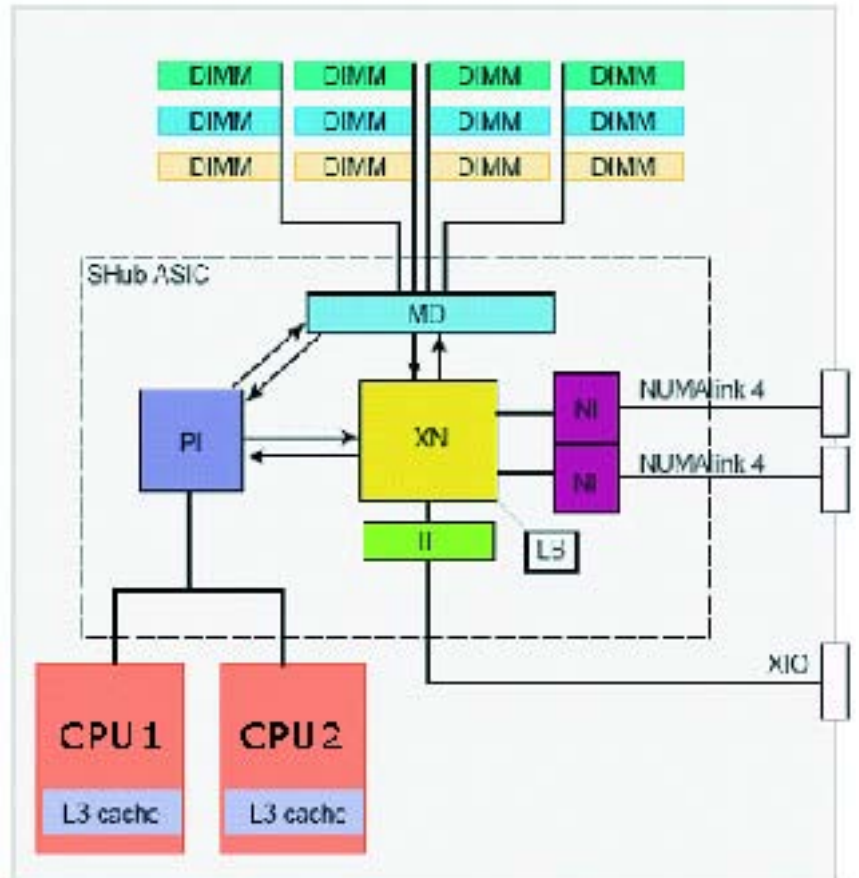 DIMM DIMM DIMM DIMM
DIMM DIMM DIMM DIMM
DIMM DIMM DIMM DIMM
SHub ASIC
MD
PI
XN
NI
NUMAlink 4
NI
NUMAlink 4
II
LB
XIO
CPU 1
CPU 2
L3 cache
L3 cache